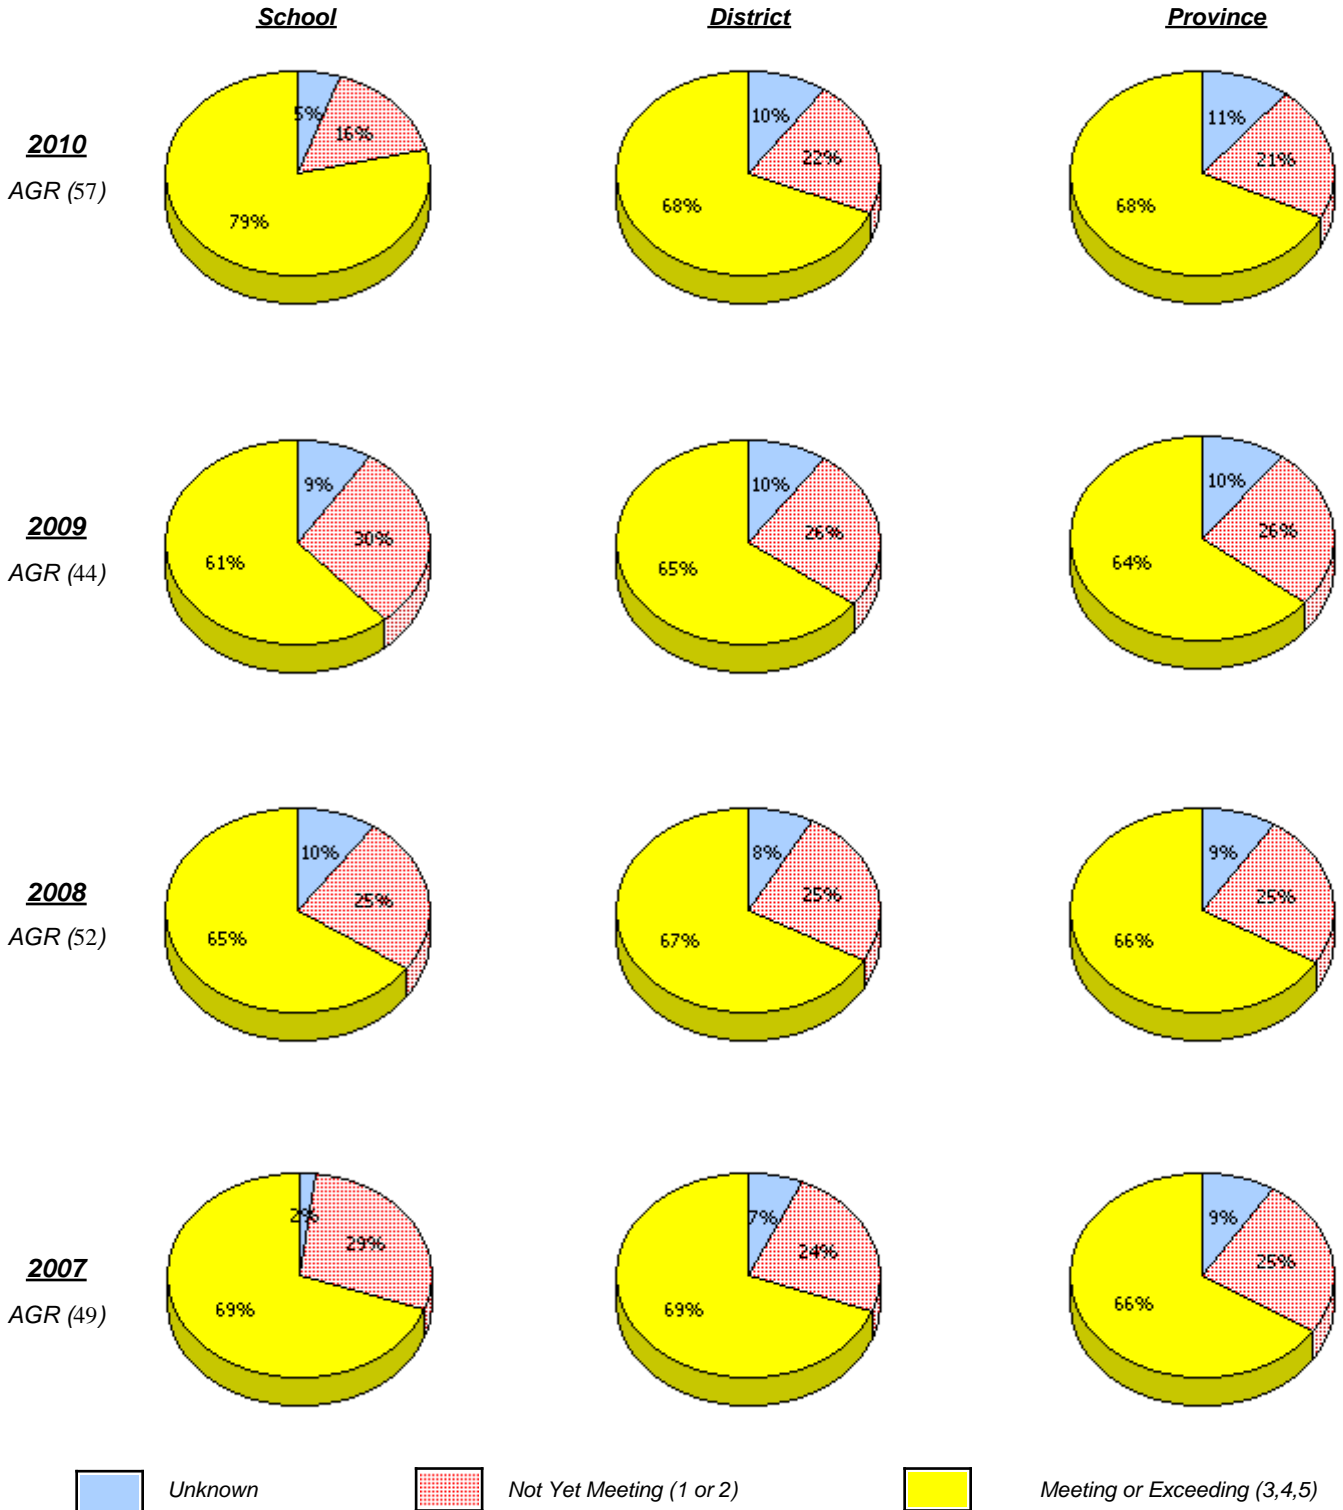 School District Province
2010
AGR (57)
5% 16% 79%
10% 22% 68%
11% 21% 68%
2009
AGR (44)
9% 30% 61%
10% 26% 65%
10% 26% 64%
2008
AGR (52)
10% 25% 65%
8% 25% 67%
9% 25% 66%
2007
AGR (49)
2% 29% 69%
7% 24% 69%
9% 25% 66%
Unknown Not Yet Meeting (1 or 2) Meeting or Exceeding (3,4,5)